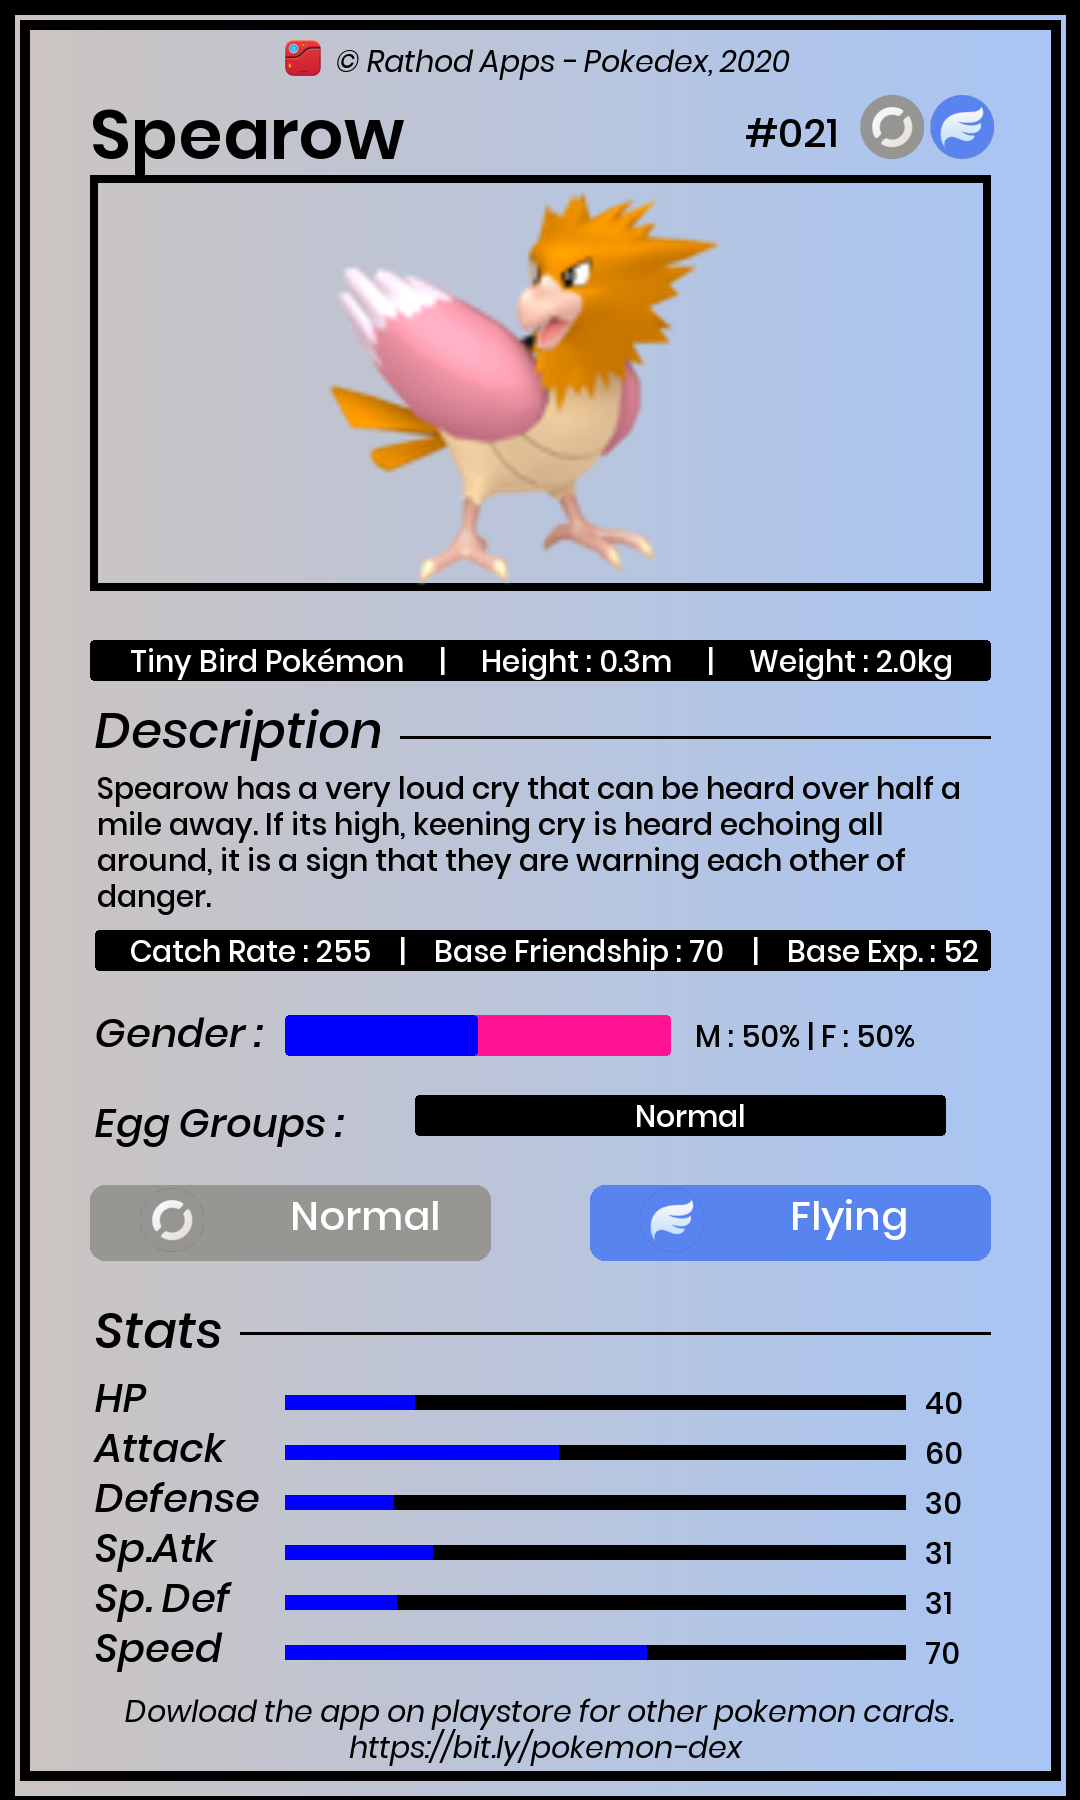 © Rathod Apps - Pokedex, 2020
Spearow
#021
Tiny Bird Pokémon | Height : 0.3m | Weight : 2.0kg
Description
Spearow has a very loud cry that can be heard over half a
mile away. If its high, keening cry is heard echoing all
around, it is a sign that they are warning each other of
danger.
Catch Rate : 255 | Base Friendship : 70 | Base Exp. : 52
Gender : M : 50% | F : 50%
Egg Groups : Normal
Normal Flying
Stats
HP 40
Attack 60
Defense 30
Sp.Atk 31
Sp. Def 31
Speed 70
Dowload the app on playstore for other pokemon cards.
https://bit.ly/pokemon-dex